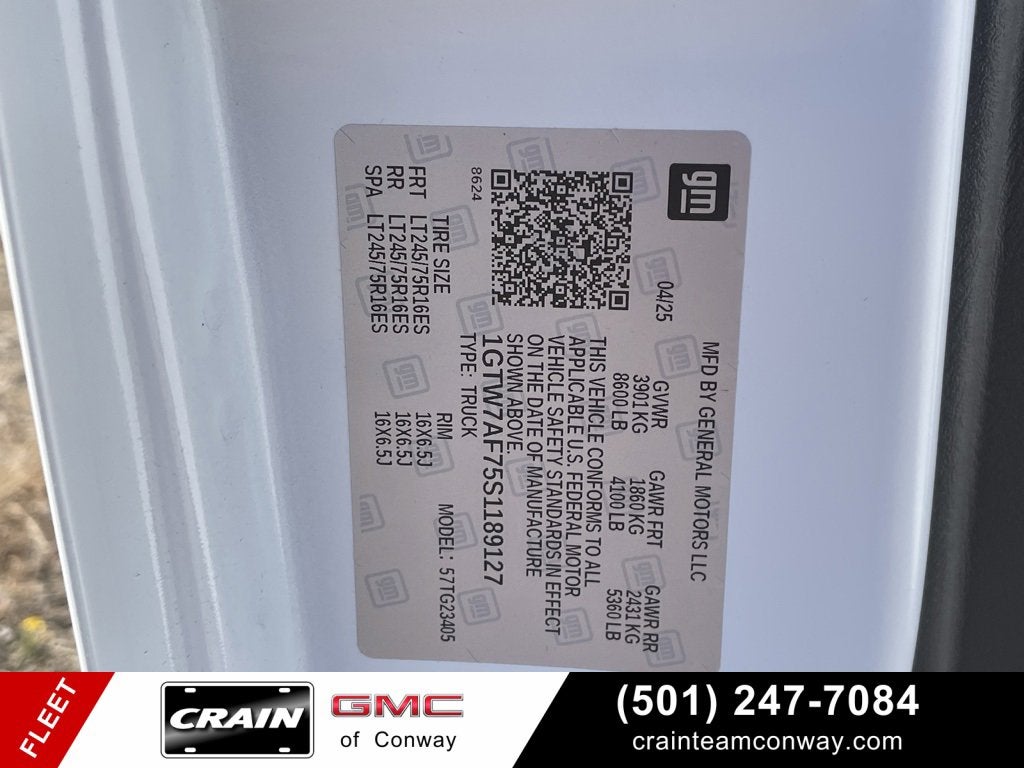 gm
MFD BY GENERAL MOTORS LLC
04/25
GVWR GAWR FRT GAWR RR
3901 KG 1860 KG 2431 KG
8600 LB 4100 LB 5360 LB
THIS VEHICLE CONFORMS TO ALL
APPLICABLE U.S. FEDERAL MOTOR
VEHICLE SAFETY STANDARDS IN EFFECT
ON THE DATE OF MANUFACTURE
SHOWN ABOVE.
1GTW7AF75S1189127
TYPE: TRUCK
8624
MODEL: 57TG23405
TIRE SIZE RIM
FRT LT245/75R16ES 16X6.5J
RR LT245/75R16ES 16X6.5J
SPA LT245/75R16ES 16X6.5J
FLEET
CRAIN
GMC
of Conway
(501) 247-7084
crainteamconway.com